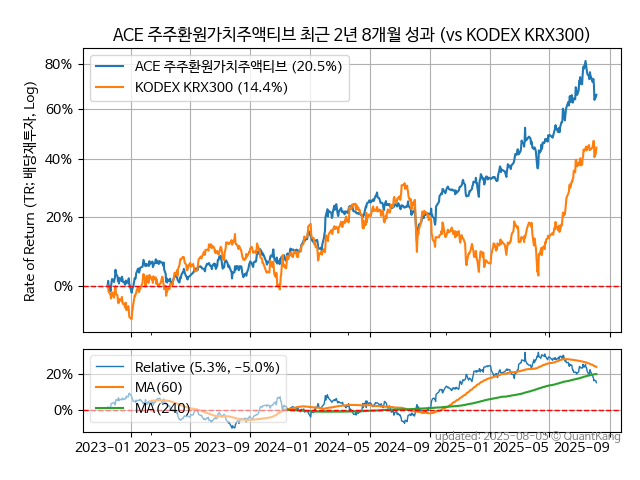 ACE 주주환원가치주액티브 최근 2년 8개월 성과 (vs KODEX KRX300)
ACE 주주환원가치주액티브 (20.5%)
KODEX KRX300 (14.4%)
Rate of Return (TR: 배당재투자, Log)
80%
60%
40%
20%
0%
Relative (5.3%, −5.0%)
MA(60)
MA(240)
20%
0%
2023−01 2023−05 2023−09 2024−01 2024−05 2024−09 2025−01 2025−05 2025−09
updated: 2025−08−05 © QuantKang